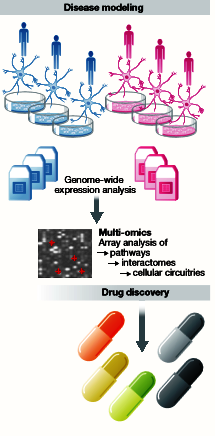 Disease modeling
Genome-wide
expression analysis
Multi-omics
Array analysis of
→pathways
→interactomes
→cellular circuitries
Drug discovery